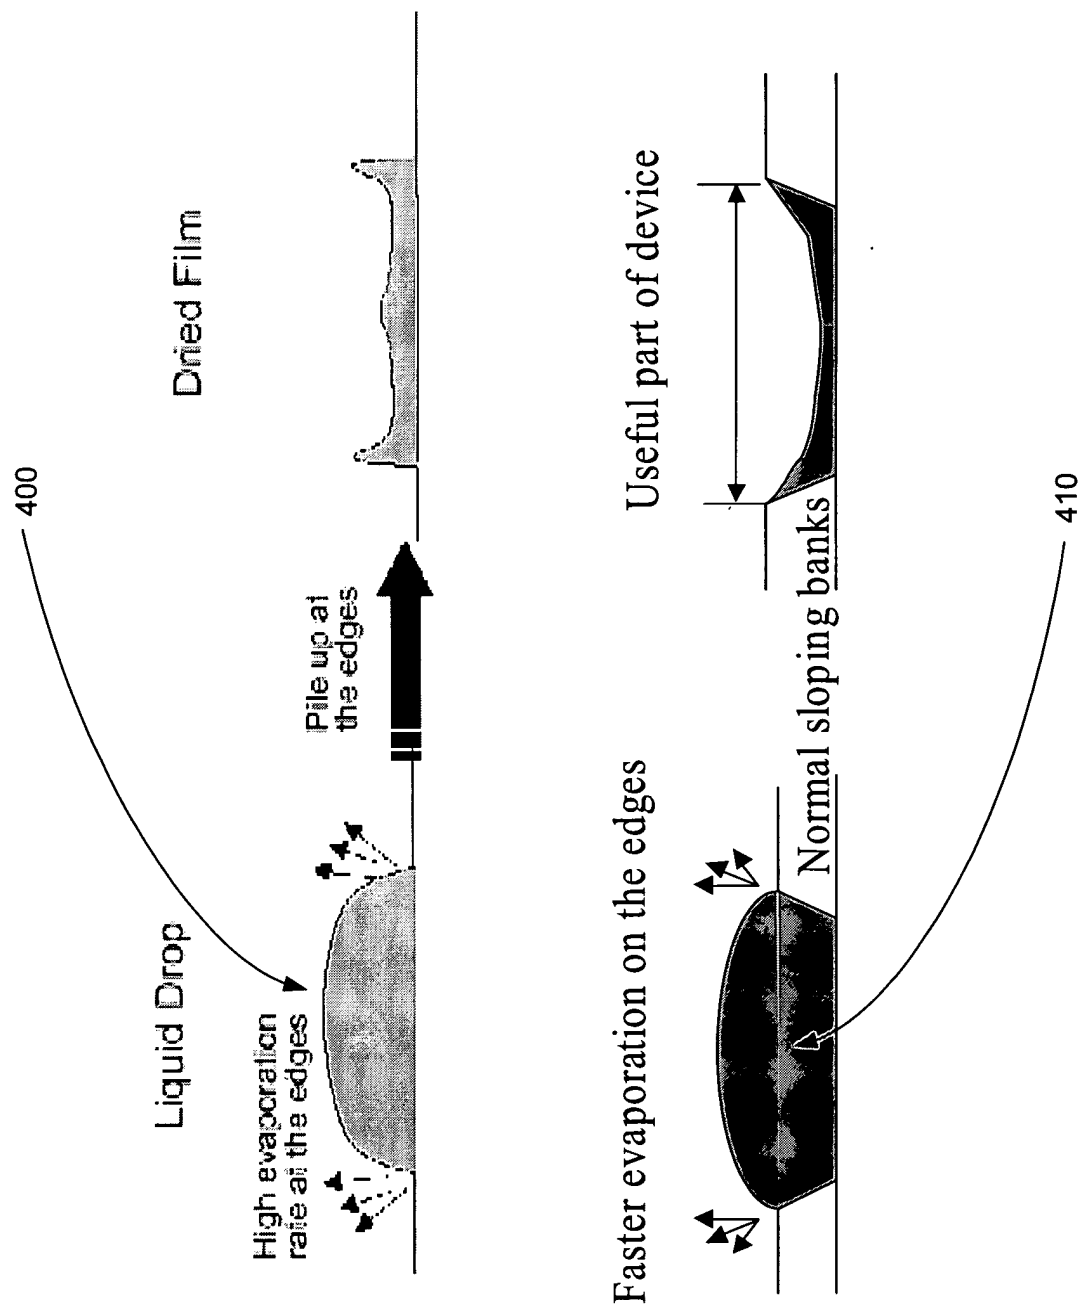 400
Liquid Drop
Dried Film
High evaporation
rate at the edges
Pile up at
the edges
Faster evaporation on the edges
Useful part of device
Normal sloping banks
410